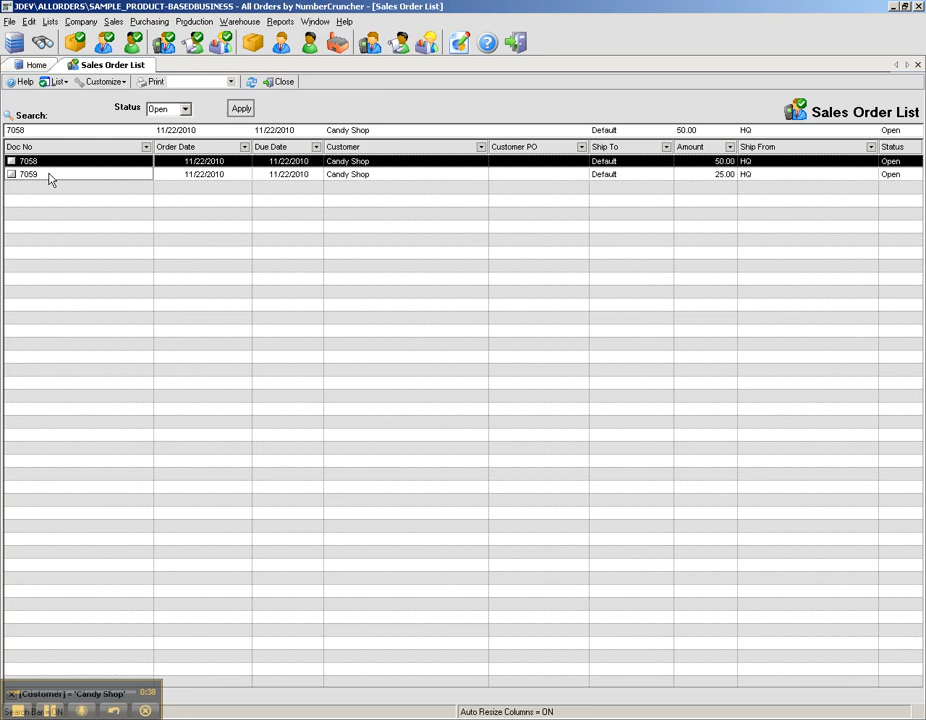 JDEV\ALLORDERS\SAMPLE_PRODUCT-BASEDBUSINESS - All Orders by NumberCruncher - [Sales Order List]
File Edit Lists Company Sales Purchasing Production Warehouse Reports Window Help
Home Sales Order List
Help List Customize Print Close
Search: Status Open Apply Sales Order List
7058 11/22/2010 11/22/2010 Candy Shop Default 50.00 HQ Open
Doc No Order Date Due Date Customer Customer PO Ship To Amount Ship From Status
7058 11/22/2010 11/22/2010 Candy Shop Default 50.00 HQ Open
7059 11/22/2010 11/22/2010 Candy Shop Default 25.00 HQ Open
[Customer] = 'Candy Shop' 0:38
Search Bar = ON Auto Resize Columns = ON